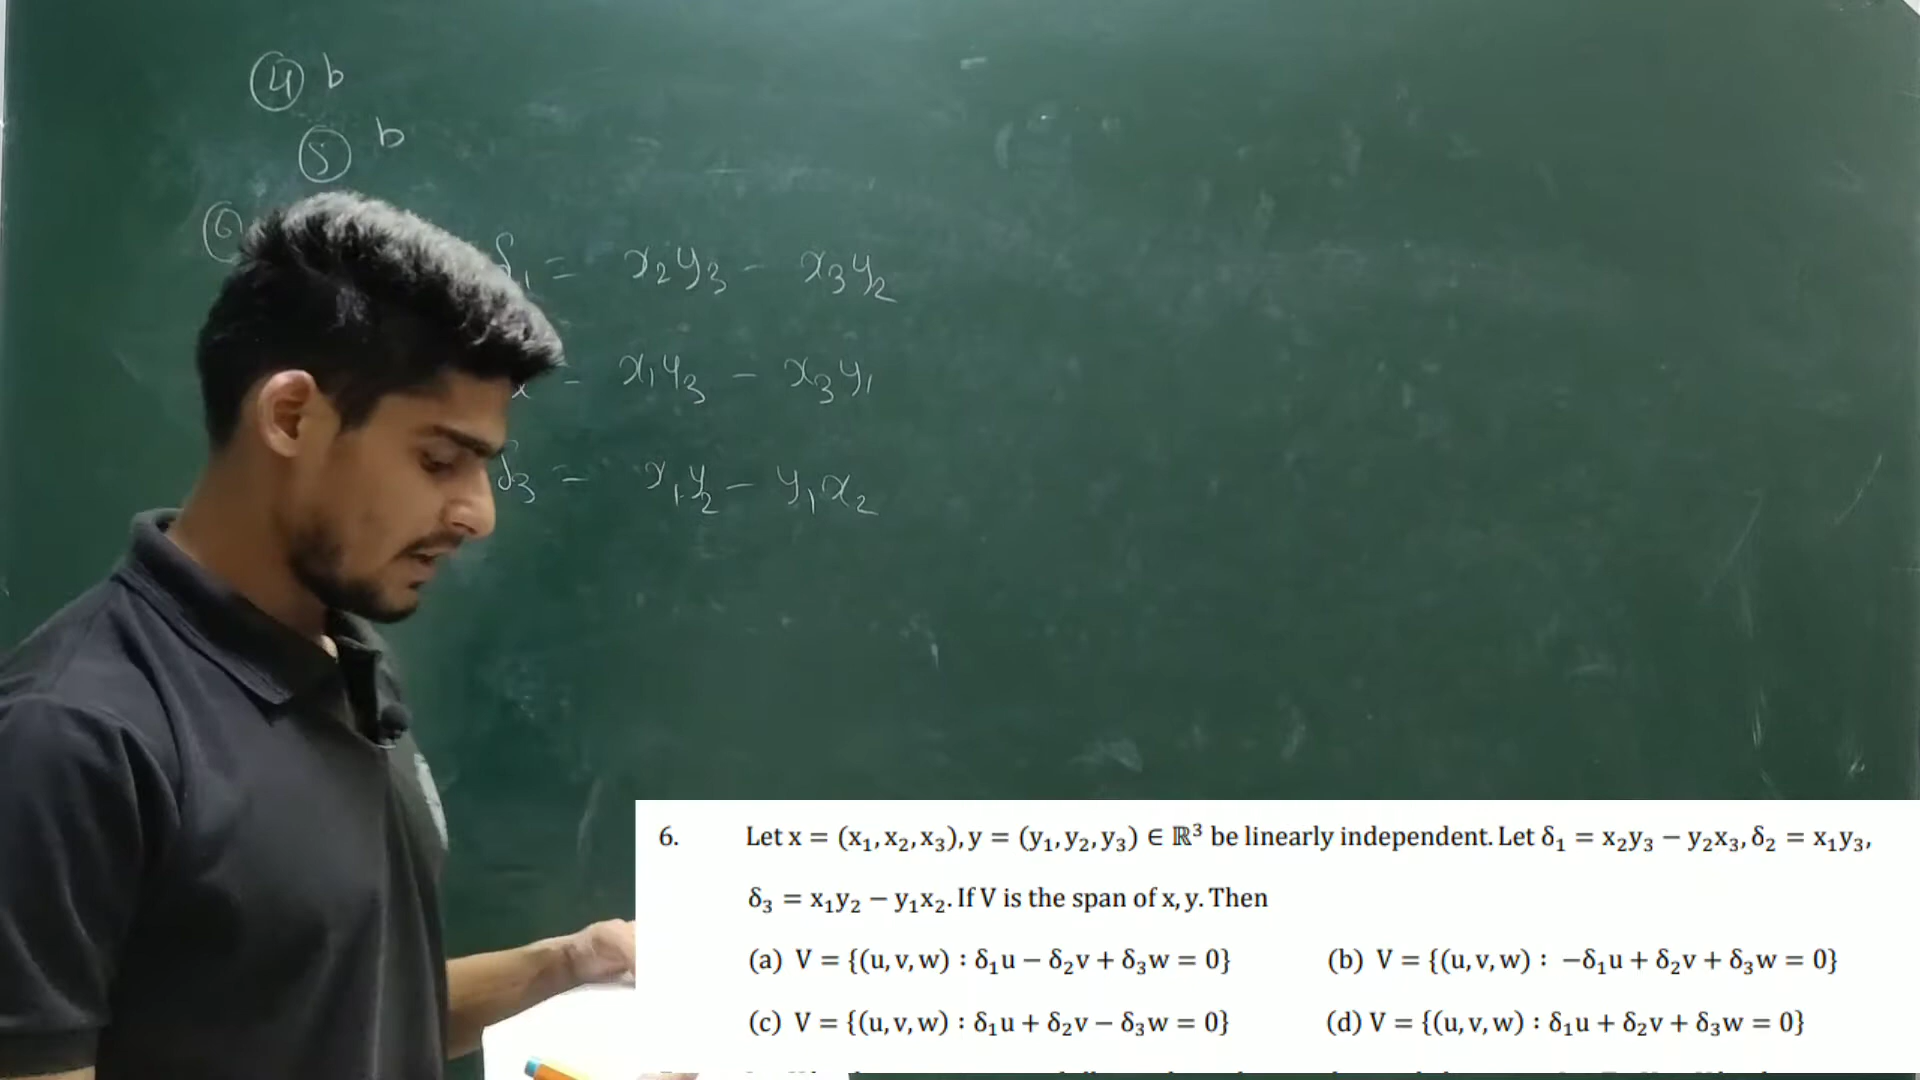 ④ b
⑤ b
⑥
δ₁ = x₂y₃ - x₃y₂
= x₁y₃ - x₃y₁
δ₃ = x₁y₂ - y₁x₂
6. Let x = (x₁, x₂, x₃), y = (y₁, y₂, y₃) ∈ ℝ³ be linearly independent. Let δ₁ = x₂y₃ − y₂x₃, δ₂ = x₁y₃,
δ₃ = x₁y₂ − y₁x₂. If V is the span of x, y. Then
(a) V = {(u, v, w) : δ₁u − δ₂v + δ₃w = 0} (b) V = {(u, v, w) : −δ₁u + δ₂v + δ₃w = 0}
(c) V = {(u, v, w) : δ₁u + δ₂v − δ₃w = 0} (d) V = {(u, v, w) : δ₁u + δ₂v + δ₃w = 0}